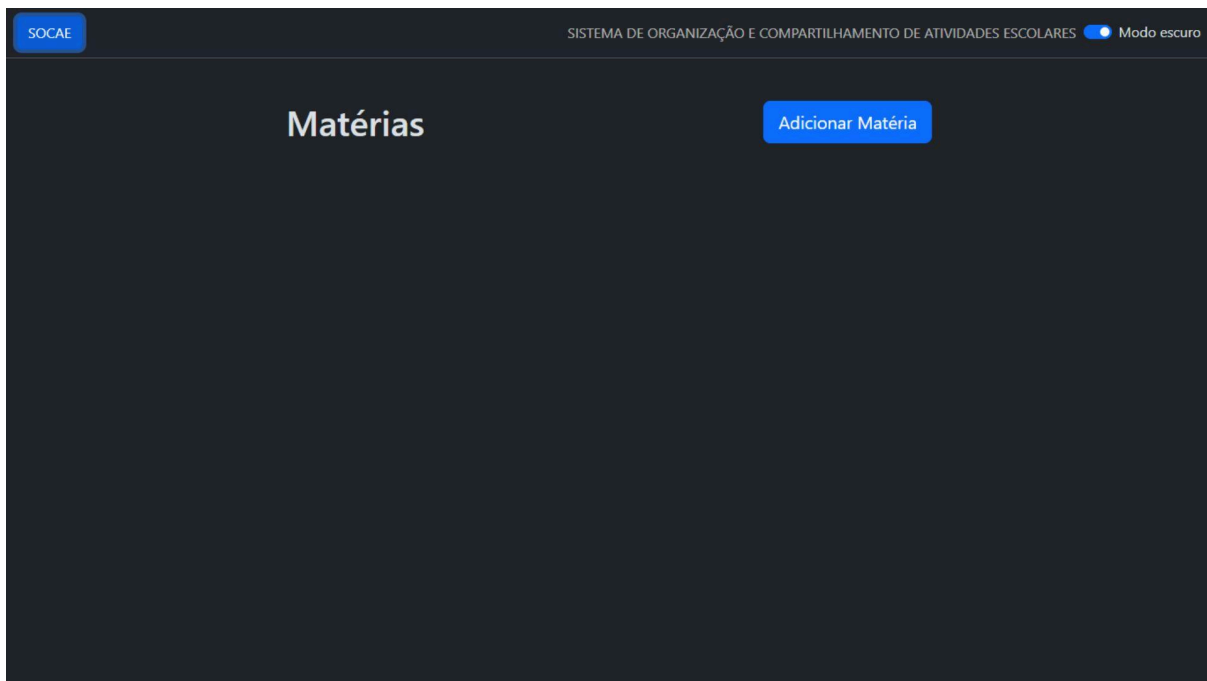 SOCAE
SISTEMA DE ORGANIZAÇÃO E COMPARTILHAMENTO DE ATIVIDADES ESCOLARES Modo escuro
Matérias
Adicionar Matéria